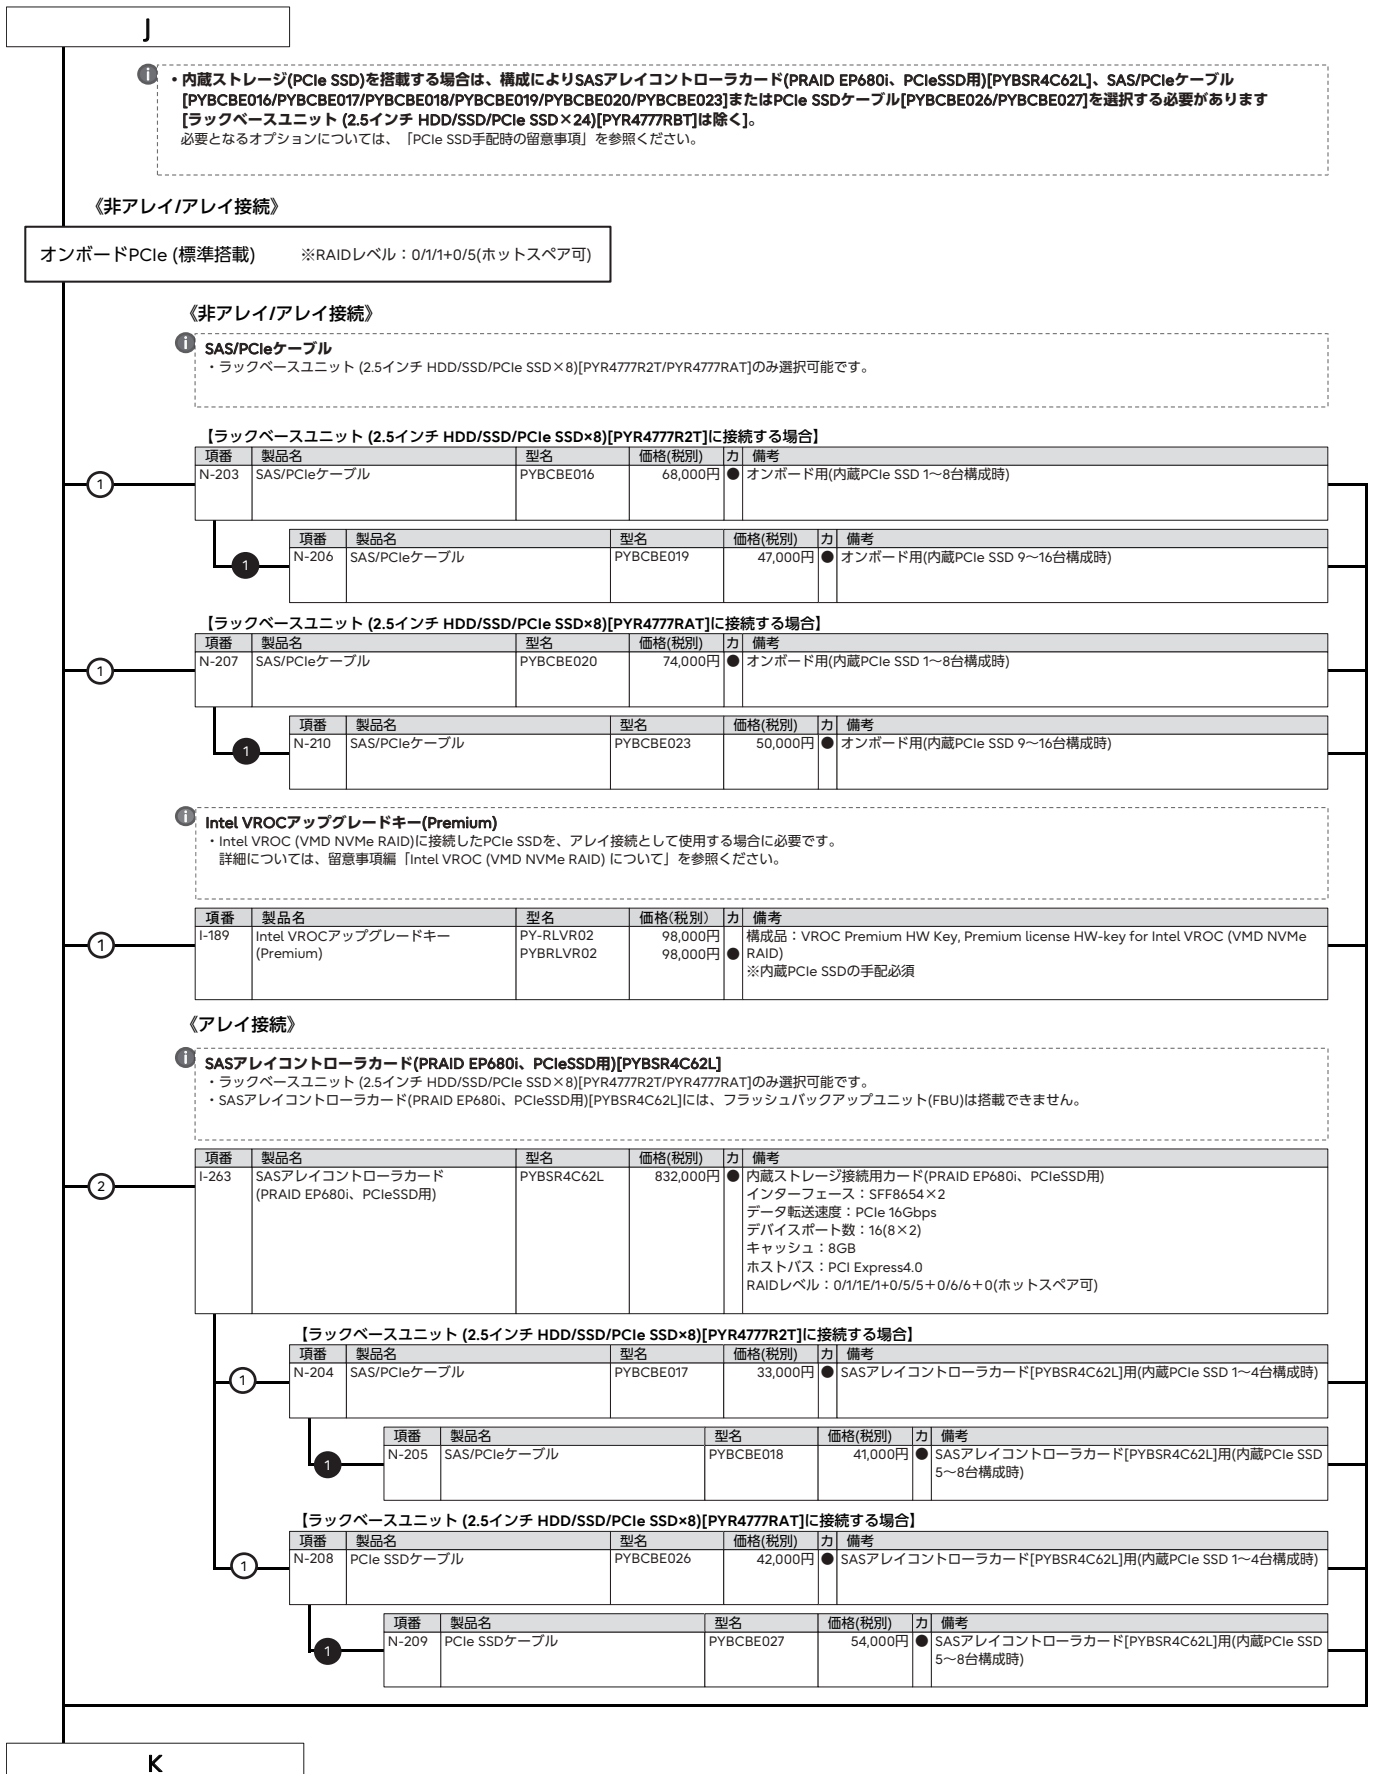 J
・内蔵ストレージ(PCIe SSD)を搭載する場合は、構成によりSASアレイコントローラカード(PRAID EP680i、PCIeSSD用)[PYBSR4C62L]、SAS/PCIeケーブル
[PYBCBE016/PYBCBE017/PYBCBE018/PYBCBE019/PYBCBE020/PYBCBE023]またはPCIe SSDケーブル[PYBCBE026/PYBCBE027]を選択する必要があります
[ラックベースユニット (2.5インチ HDD/SSD/PCIe SSD×24)[PYR4777RBT]は除く]。
必要となるオプションについては、「PCIe SSD手配時の留意事項」を参照ください。
《非アレイ/アレイ接続》
オンボードPCIe (標準搭載) ※RAIDレベル：0/1/1+0/5(ホットスペア可)
《非アレイ/アレイ接続》
SAS/PCIeケーブル
・ラックベースユニット (2.5インチ HDD/SSD/PCIe SSD×8)[PYR4777R2T/PYR4777RAT]のみ選択可能です。
【ラックベースユニット (2.5インチ HDD/SSD/PCIe SSD×8)[PYR4777R2T]に接続する場合】
項番 製品名 型名 価格(税別) カ 備考
1 N-203 SAS/PCIeケーブル PYBCBE016 68,000円 ● オンボード用(内蔵PCIe SSD 1～8台構成時)
項番 製品名 型名 価格(税別) カ 備考
1 N-206 SAS/PCIeケーブル PYBCBE019 47,000円 ● オンボード用(内蔵PCIe SSD 9～16台構成時)
【ラックベースユニット (2.5インチ HDD/SSD/PCIe SSD×8)[PYR4777RAT]に接続する場合】
項番 製品名 型名 価格(税別) カ 備考
1 N-207 SAS/PCIeケーブル PYBCBE020 74,000円 ● オンボード用(内蔵PCIe SSD 1～8台構成時)
項番 製品名 型名 価格(税別) カ 備考
1 N-210 SAS/PCIeケーブル PYBCBE023 50,000円 ● オンボード用(内蔵PCIe SSD 9～16台構成時)
Intel VROCアップグレードキー(Premium)
・Intel VROC (VMD NVMe RAID)に接続したPCIe SSDを、アレイ接続として使用する場合に必要です。
詳細については、留意事項編「Intel VROC (VMD NVMe RAID) について」を参照ください。
項番 製品名 型名 価格(税別) カ 備考
1 I-189 Intel VROCアップグレードキー PY-RLVR02 98,000円 構成品：VROC Premium HW Key, Premium license HW-key for Intel VROC (VMD NVMe
(Premium) PYBRLVR02 98,000円 ● RAID)
※内蔵PCIe SSDの手配必須
《アレイ接続》
SASアレイコントローラカード(PRAID EP680i、PCIeSSD用)[PYBSR4C62L]
・ラックベースユニット (2.5インチ HDD/SSD/PCIe SSD×8)[PYR4777R2T/PYR4777RAT]のみ選択可能です。
・SASアレイコントローラカード(PRAID EP680i、PCIeSSD用)[PYBSR4C62L]には、フラッシュバックアップユニット(FBU)は搭載できません。
項番 製品名 型名 価格(税別) カ 備考
2 I-263 SASアレイコントローラカード PYBSR4C62L 832,000円 ● 内蔵ストレージ接続用カード(PRAID EP680i、PCIeSSD用)
(PRAID EP680i、PCIeSSD用) インターフェース：SFF8654×2
データ転送速度：PCIe 16Gbps
デバイスポート数：16(8×2)
キャッシュ：8GB
ホストバス：PCI Express4.0
RAIDレベル：0/1/1E/1+0/5/5＋0/6/6＋0(ホットスペア可)
【ラックベースユニット (2.5インチ HDD/SSD/PCIe SSD×8)[PYR4777R2T]に接続する場合】
項番 製品名 型名 価格(税別) カ 備考
1 N-204 SAS/PCIeケーブル PYBCBE017 33,000円 ● SASアレイコントローラカード[PYBSR4C62L]用(内蔵PCIe SSD 1～4台構成時)
項番 製品名 型名 価格(税別) カ 備考
1 N-205 SAS/PCIeケーブル PYBCBE018 41,000円 ● SASアレイコントローラカード[PYBSR4C62L]用(内蔵PCIe SSD
5～8台構成時)
【ラックベースユニット (2.5インチ HDD/SSD/PCIe SSD×8)[PYR4777RAT]に接続する場合】
項番 製品名 型名 価格(税別) カ 備考
1 N-208 PCIe SSDケーブル PYBCBE026 42,000円 ● SASアレイコントローラカード[PYBSR4C62L]用(内蔵PCIe SSD 1～4台構成時)
項番 製品名 型名 価格(税別) カ 備考
1 N-209 PCIe SSDケーブル PYBCBE027 54,000円 ● SASアレイコントローラカード[PYBSR4C62L]用(内蔵PCIe SSD
5～8台構成時)
K